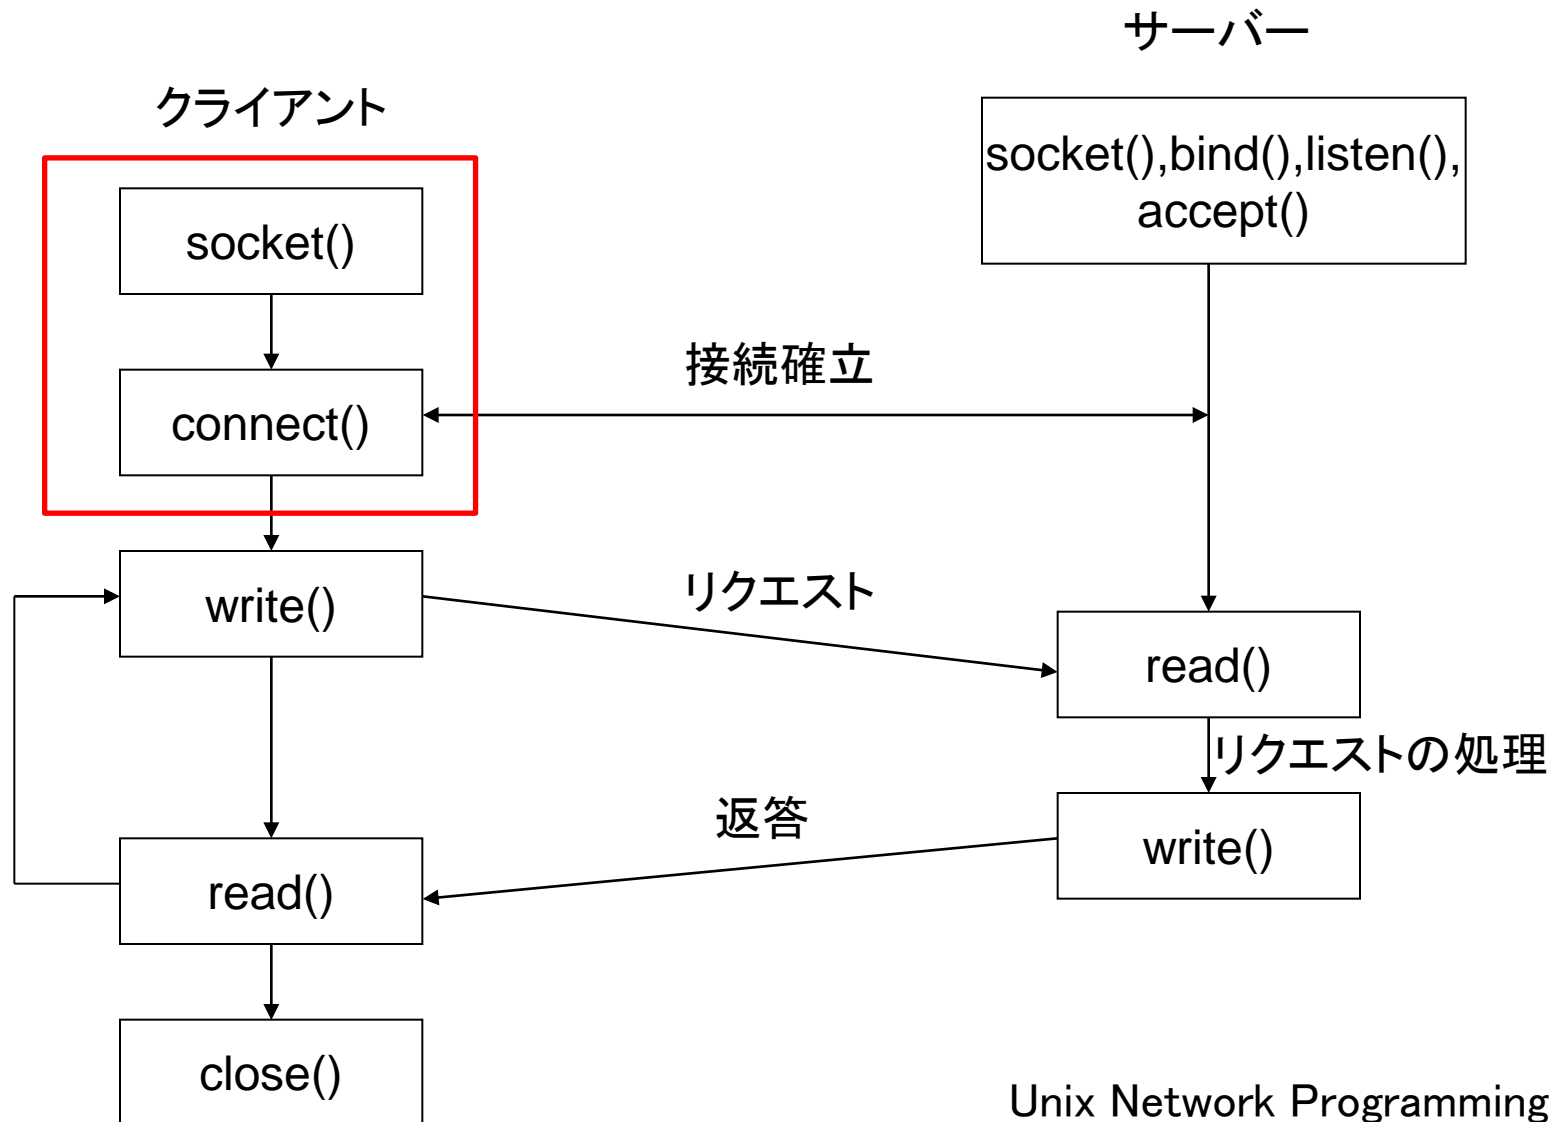 サーバー
クライアント
socket(),bind(),listen(),
accept()
socket()
接続確立
connect()
リクエスト
write()
read()
リクエストの処理
返答
write()
read()
close()
Unix Network Programming